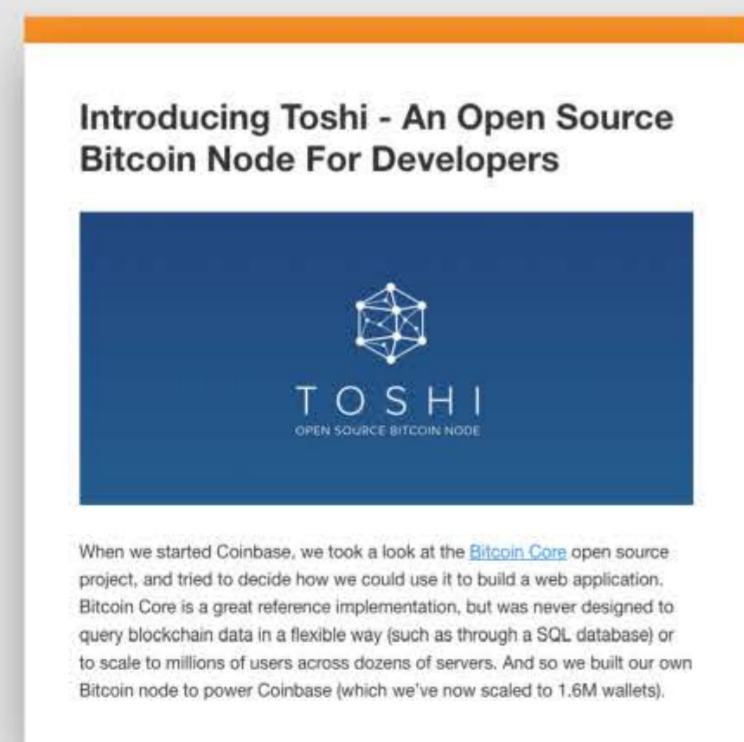 Introducing Toshi - An Open Source
Bitcoin Node For Developers
TOSHI
OPEN SOURCE BITCOIN NODE
When we started Coinbase, we took a look at the Bitcoin Core open source
project, and tried to decide how we could use it to build a web application.
Bitcoin Core is a great reference implementation, but was never designed to
query blockchain data in a flexible way (such as through a SQL database) or
to scale to millions of users across dozens of servers. And so we built our own
Bitcoin node to power Coinbase (which we've now scaled to 1.6M wallets).